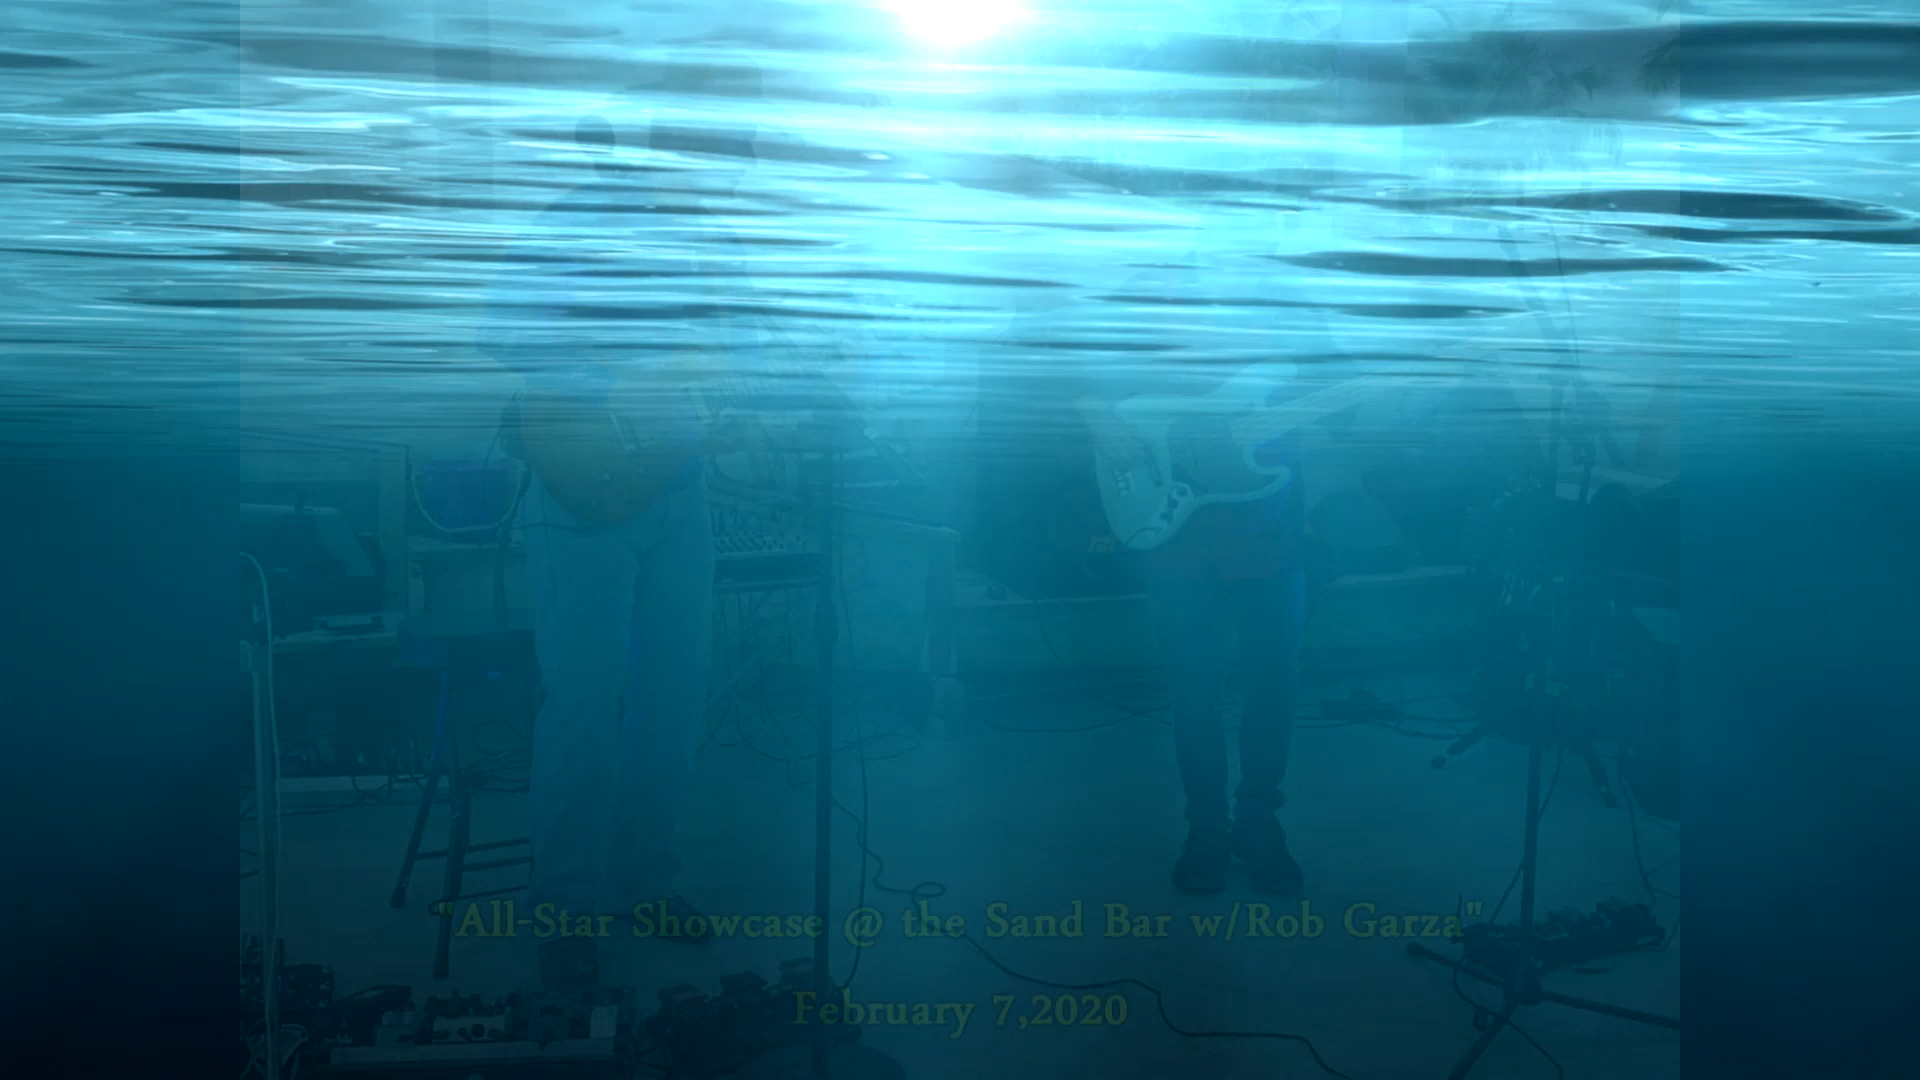 "All-Star Showcase @ the Sand Bar w/Rob Garza"
February 7,2020